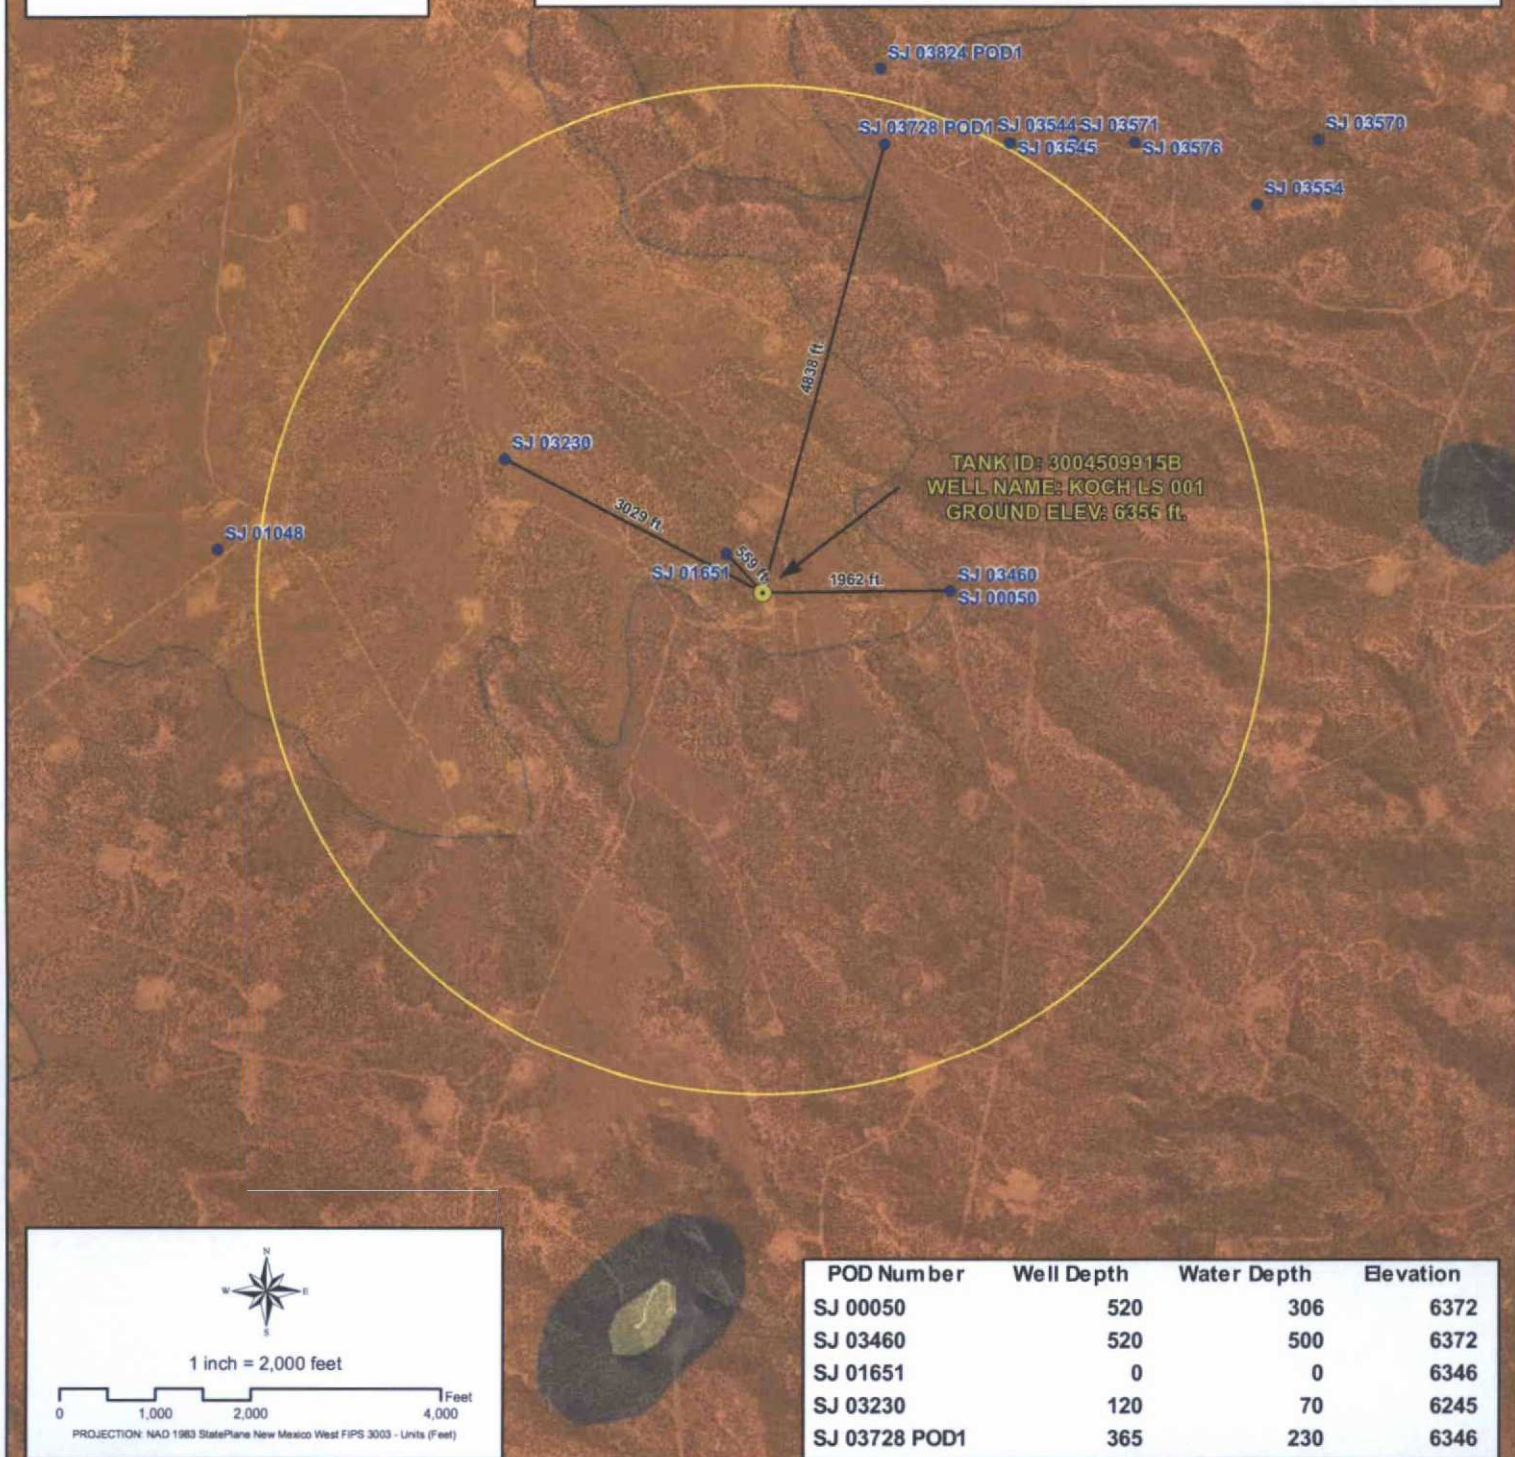 SJ 03824 POD1
SJ 03728 POD1
SJ 03544
SJ 03571
SJ 03570
SJ 03545
SJ 03576
SJ 03554
4838 ft.
SJ 03230
TANK ID: 3004509915B
WELL NAME: KOCH LS 001
GROUND ELEV: 6355 ft.
3029 ft.
SJ 01048
559 ft.
SJ 01651
1962 ft.
SJ 03460
SJ 00050
N
W E
S
1 inch = 2,000 feet
Feet
0 1,000 2,000 4,000
PROJECTION: NAD 1983 StatePlane New Mexico West FIPS 3003 - Units (Feet)
POD Number Well Depth Water Depth Elevation
SJ 00050 520 306 6372
SJ 03460 520 500 6372
SJ 01651 0 0 6346
SJ 03230 120 70 6245
SJ 03728 POD1 365 230 6346